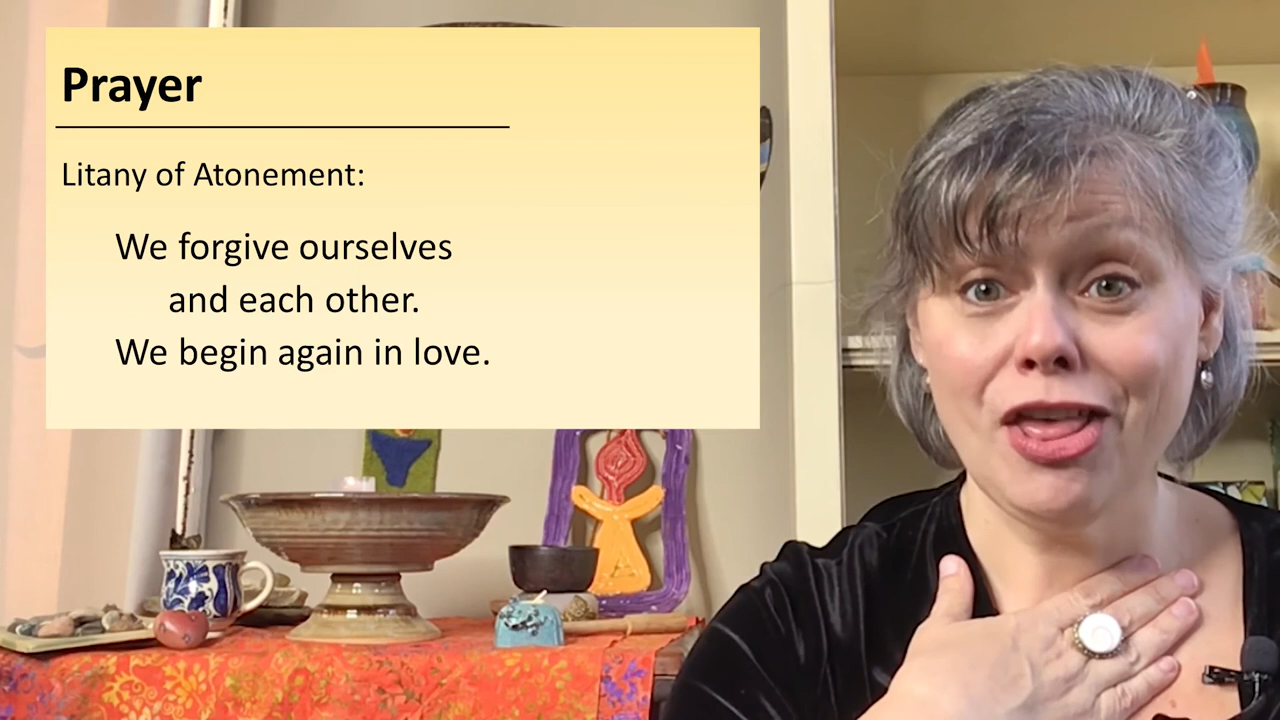 Prayer
Litany of Atonement:
We forgive ourselves
and each other.
We begin again in love.